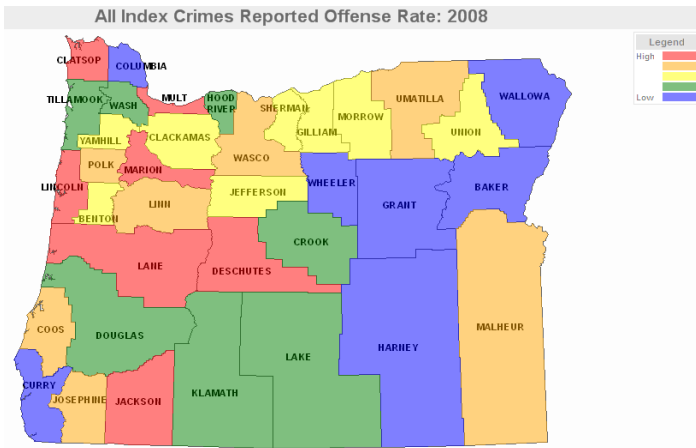 All Index Crimes Reported Offense Rate: 2008
Legend
High
Low
CLATSOP
COLUMBIA
TILLAMOOK
WASH
MULT
HOOD
RIVER
SHERMAN
GILLIAM
MORROW
UMATILLA
UNION
WALLOWA
YAMHILL
CLACKAMAS
WASCO
POLK
MARION
LINCOLN
BENTON
LINN
JEFFERSON
WHEELER
GRANT
BAKER
CROOK
LANE
DESCHUTES
COOS
DOUGLAS
LAKE
HARNEY
MALHEUR
CURRY
JOSEPHINE
JACKSON
KLAMATH